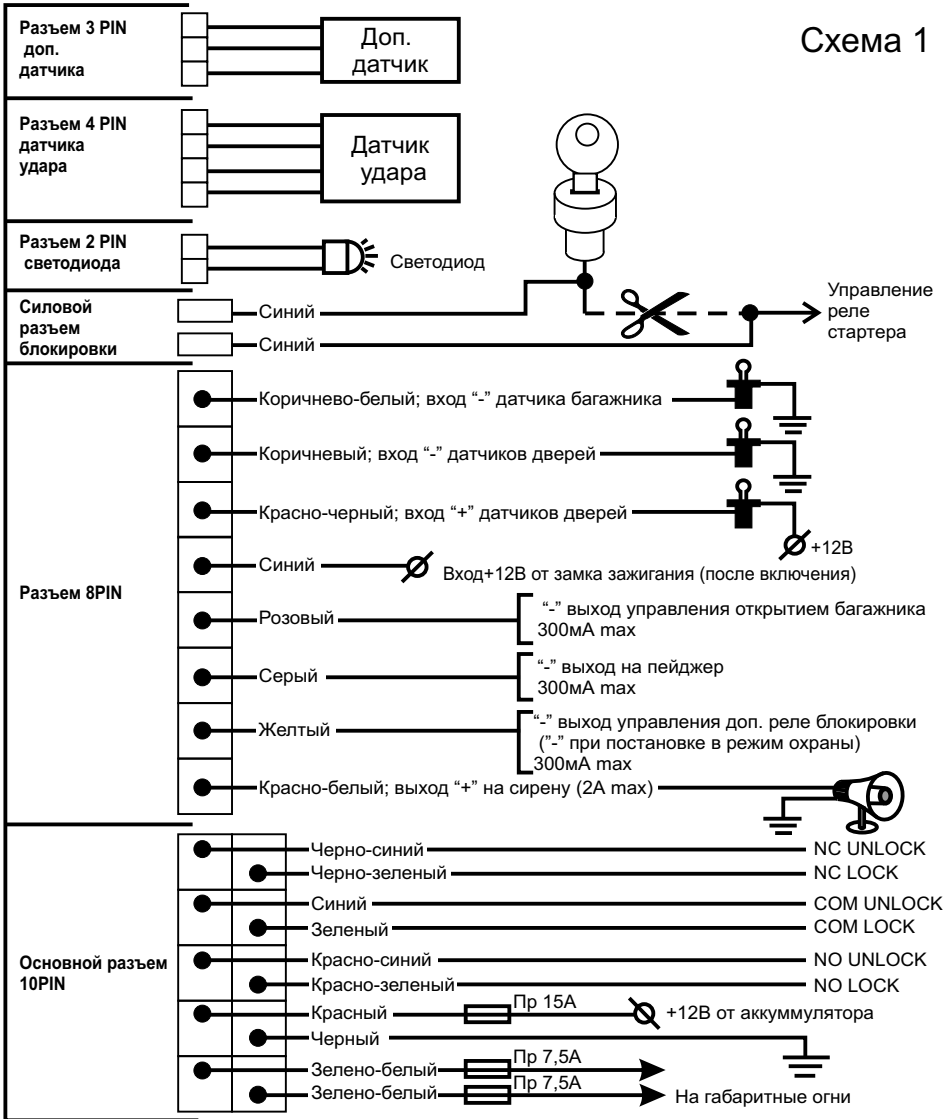 Схема 1
Разъем 3 PIN
доп.
датчика
Доп.
датчик
Разъем 4 PIN
датчика
удара
Датчик
удара
Разъем 2 PIN
светодиода
Светодиод
Силовой
разъем
блокировки
Синий
Синий
Управление
реле
стартера
Разъем 8PIN
Коричнево-белый; вход “-” датчика багажника
Коричневый; вход “-” датчиков дверей
Красно-черный; вход “+” датчиков дверей
+12В
Синий
Вход+12В от замка зажигания (после включения)
Розовый
“-” выход управления открытием багажника
300мА max
Серый
“-” выход на пейджер
300мА max
Желтый
“-” выход управления доп. реле блокировки
(”-” при постановке в режим охраны)
300мА max
Красно-белый; выход “+” на сирену (2А max)
Основной разъем
10PIN
Черно-синий NC UNLOCK
Черно-зеленый NC LOCK
Синий COM UNLOCK
Зеленый COM LOCK
Красно-синий NO UNLOCK
Красно-зеленый NO LOCK
Красный Пр 15А +12В от аккуммулятора
Черный
Зелено-белый Пр 7,5А
Зелено-белый Пр 7,5А На габаритные огни